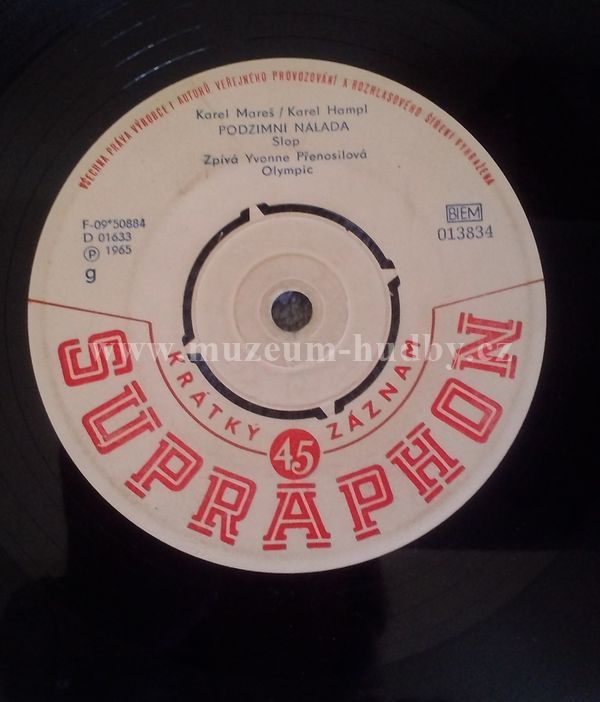 VŠECHNA PRÁVA VÝROBCE I AUTORŮ VEŘEJNÉHO PROVOZOVÁNÍ A ROZHLASOVÉHO ŠÍŘENÍ VYHRAŽENA
Karel Mareš / Karel Hampl
PODZIMNÍ NÁLADA
Slop
Zpívá Yvonne Přenosilová
Olympic
F-09*50884
D 01633
Ⓟ 1965
g
BIEM
013834
www.muzeum-hudby.cz
KRÁTKÝ 45 ZÁZNAM
SUPRAPHON